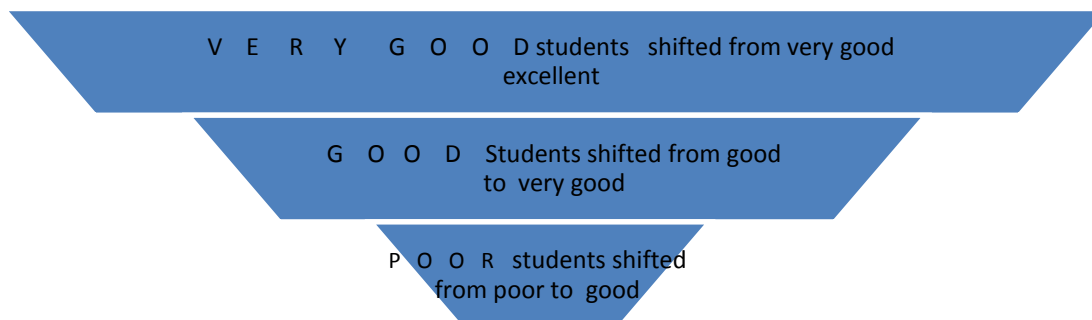 V E R Y G O O D students shifted from very good
excellent
G O O D Students shifted from good
to very good
P O O R students shifted
from poor to good